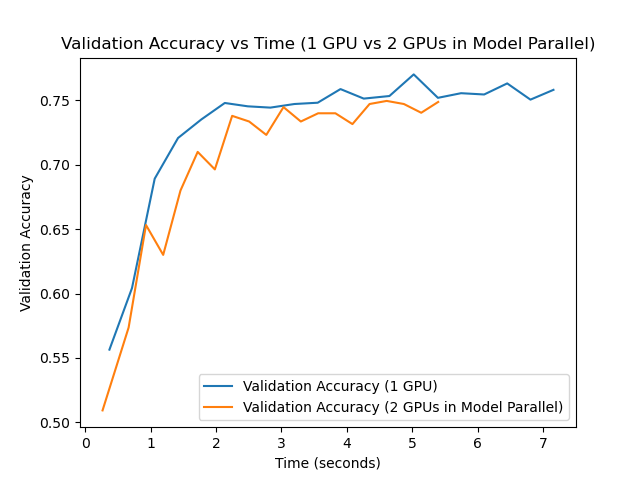 Validation Accuracy vs Time (1 GPU vs 2 GPUs in Model Parallel)
Validation Accuracy
0.75
0.70
0.65
0.60
0.55
0.50
Validation Accuracy (1 GPU)
Validation Accuracy (2 GPUs in Model Parallel)
0 1 2 3 4 5 6 7
Time (seconds)